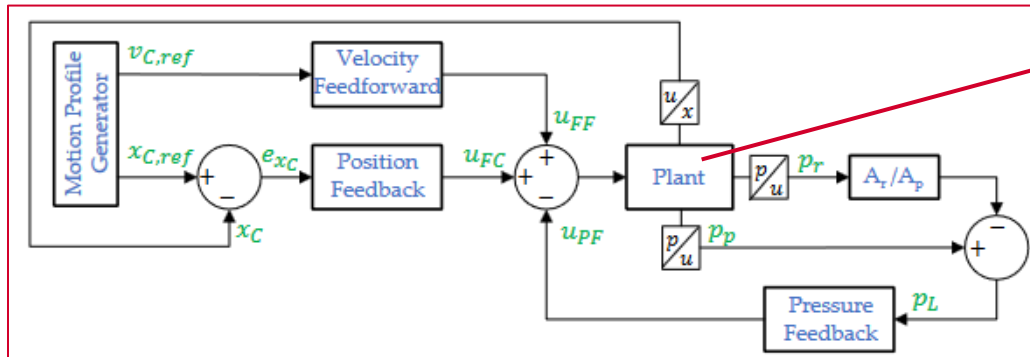 v_{C,ref}
Velocity
Feedforward
Motion Profile
Generator
u
x
u_{FF}
x_{C,ref}
e_{x_C}
u_{FC}
+
+
Position
Feedback
+
−
−
Plant
p
u
p_r
A_r/A_p
−
x_C
u_{PF}
p
u
p_p
+
Pressure
Feedback
p_L